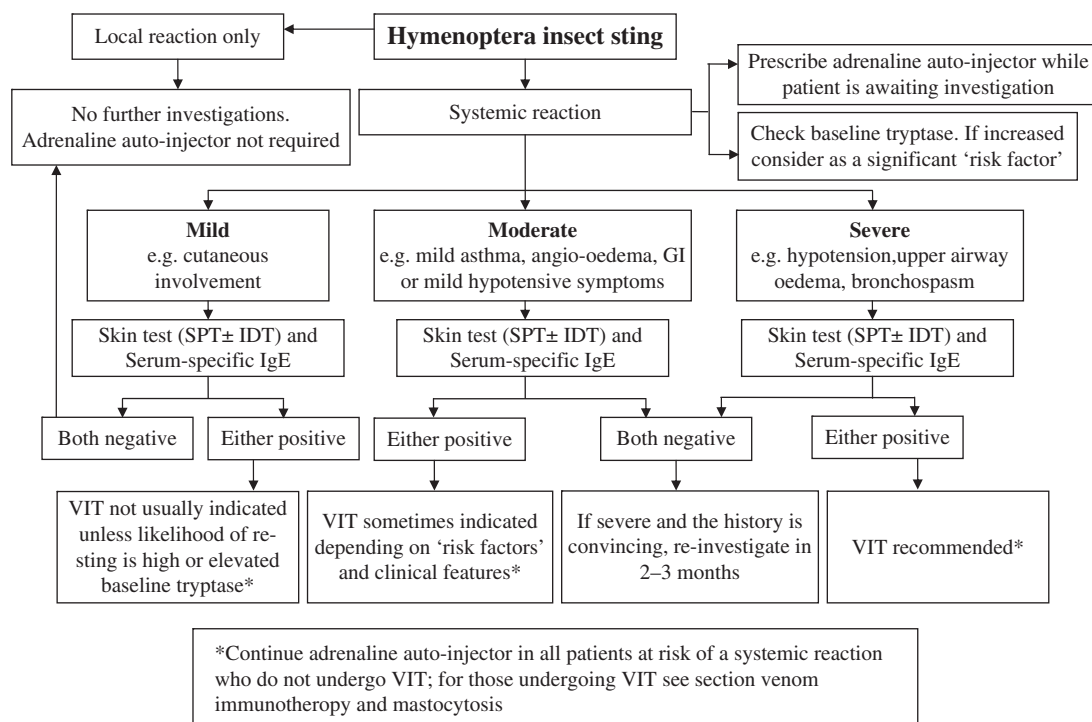 Local reaction only
Hymenoptera insect sting
Prescribe adrenaline auto-injector while
patient is awaiting investigation
No further investigations.
Adrenaline auto-injector not required
Systemic reaction
Check baseline tryptase. If increased
consider as a significant ‘risk factor’
Mild
e.g. cutaneous
involvement
Moderate
e.g. mild asthma, angio-oedema, GI
or mild hypotensive symptoms
Severe
e.g. hypotension,upper airway
oedema, bronchospasm
Skin test (SPT± IDT) and
Serum-specific IgE
Skin test (SPT± IDT) and
Serum-specific IgE
Skin test (SPT± IDT) and
Serum-specific IgE
Both negative
Either positive
Either positive
Both negative
Either positive
VIT not usually indicated
unless likelihood of re-
sting is high or elevated
baseline tryptase*
VIT sometimes indicated
depending on ‘risk factors’
and clinical features*
If severe and the history is
convincing, re-investigate in
2–3 months
VIT recommended*
*Continue adrenaline auto-injector in all patients at risk of a systemic reaction
who do not undergo VIT; for those undergoing VIT see section venom
immunotheropy and mastocytosis